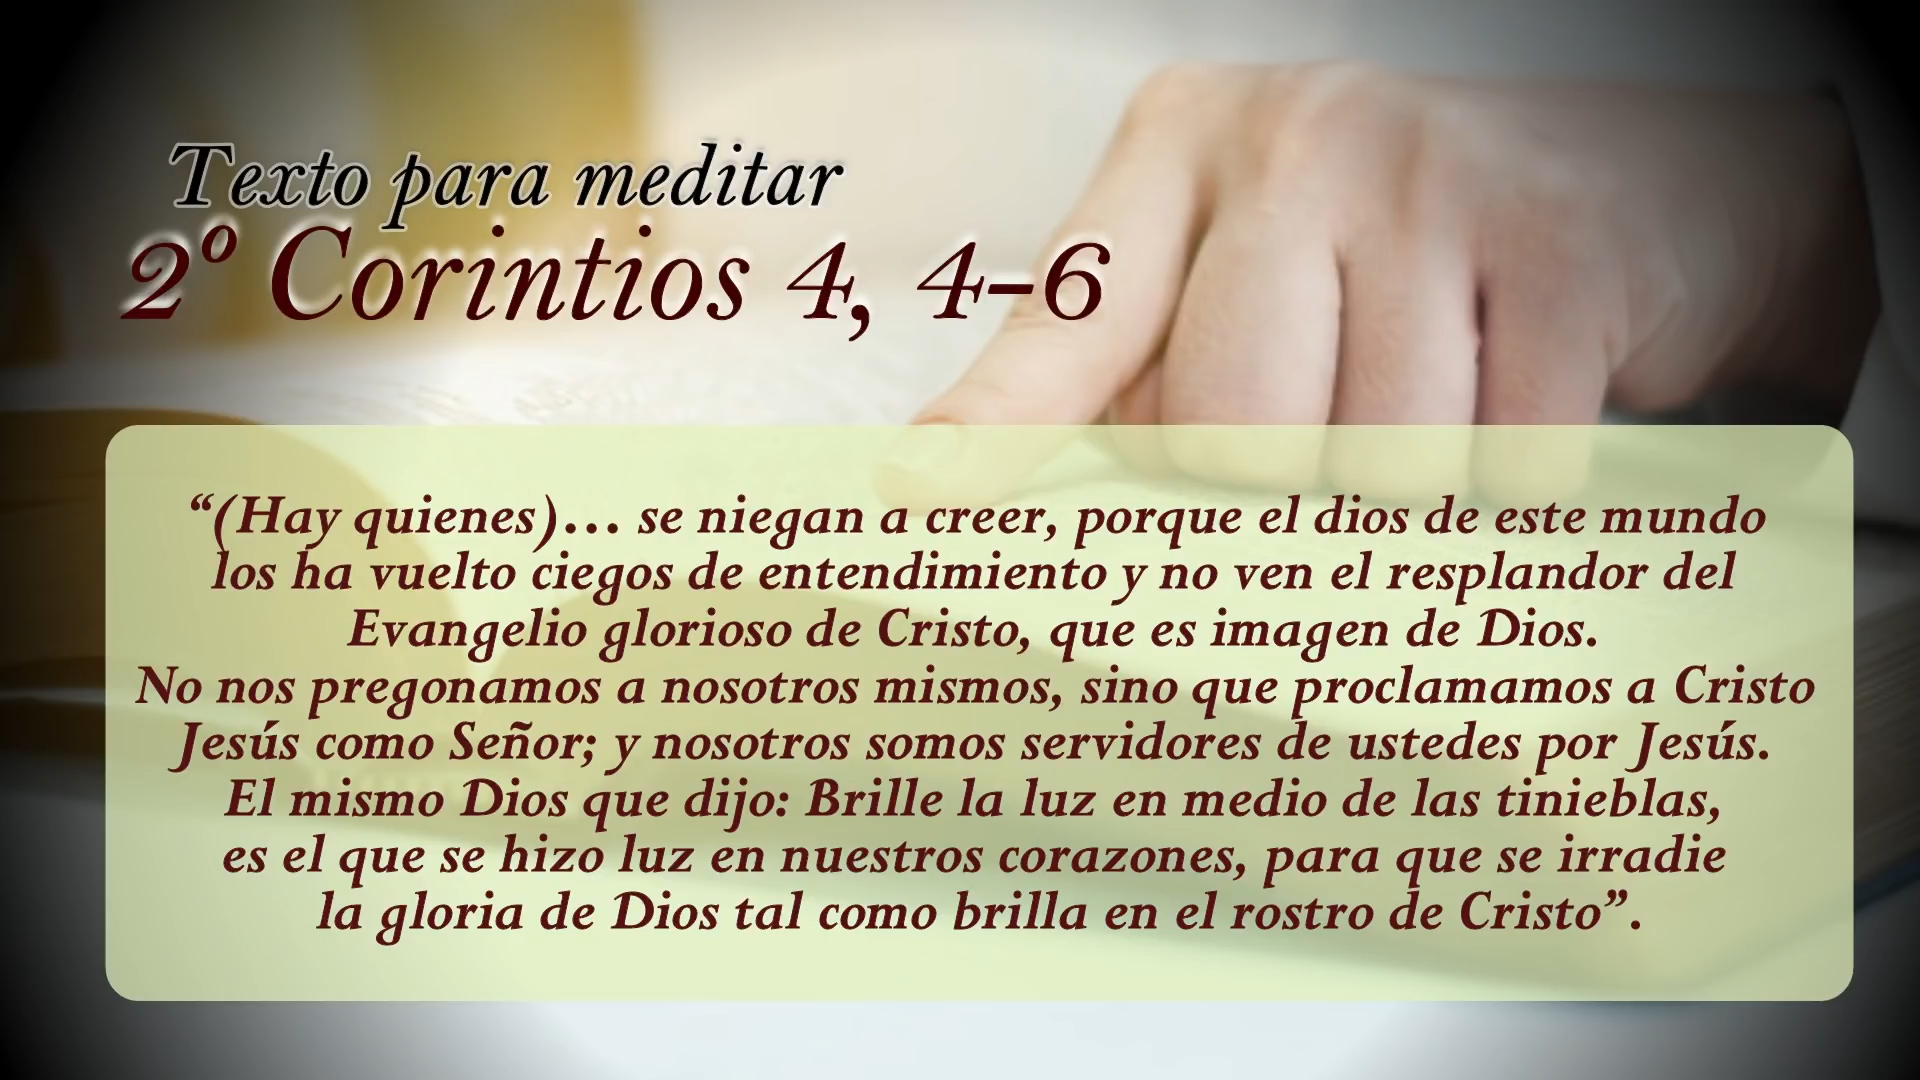 Texto para meditar
2º Corintios 4, 4-6
“(Hay quienes)... se niegan a creer, porque el dios de este mundo
los ha vuelto ciegos de entendimiento y no ven el resplandor del
Evangelio glorioso de Cristo, que es imagen de Dios.
No nos pregonamos a nosotros mismos, sino que proclamamos a Cristo
Jesús como Señor; y nosotros somos servidores de ustedes por Jesús.
El mismo Dios que dijo: Brille la luz en medio de las tinieblas,
es el que se hizo luz en nuestros corazones, para que se irradie
la gloria de Dios tal como brilla en el rostro de Cristo”.